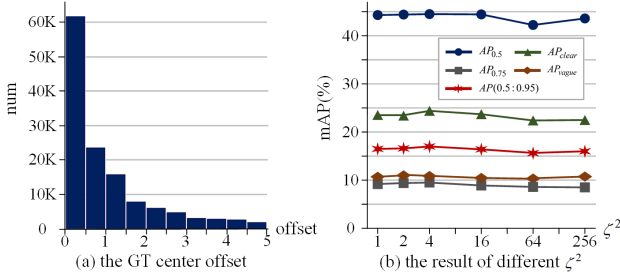 60K
50K
40K
30K
20K
10K
0
num
0 1 2 3 4 5
offset
(a) the GT center offset
40
30
20
10
0
mAP(%)
AP0.5
APclear
AP0.75
APvague
AP(0.5:0.95)
1 2 4 16 64 256
ζ²
(b) the result of different ζ²